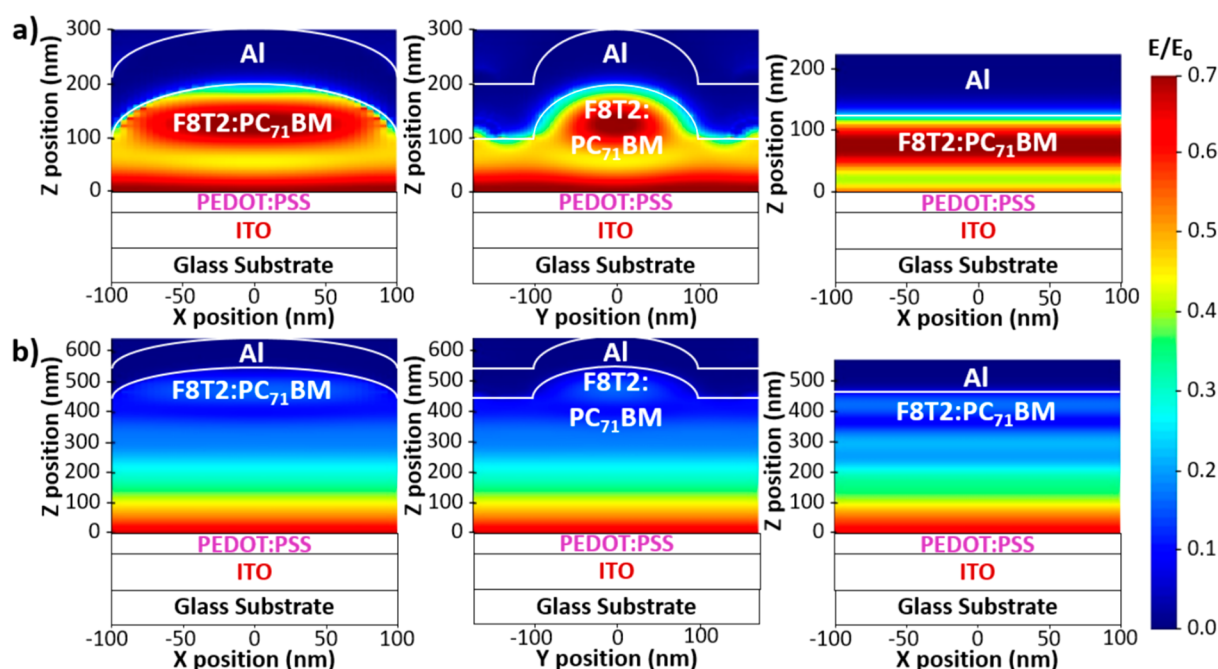 a)
300
200
100
0
Z position (nm)
Al
F8T2:PC71BM
PEDOT:PSS
ITO
Glass Substrate
-100 -50 0 50 100
X position (nm)
300
200
100
0
Z position (nm)
Al
F8T2:
PC71BM
PEDOT:PSS
ITO
Glass Substrate
-100 0 100
Y position (nm)
200
100
0
Z position (nm)
Al
F8T2:PC71BM
PEDOT:PSS
ITO
Glass Substrate
-100 -50 0 50 100
X position (nm)
b)
600
500
400
300
200
100
0
Z position (nm)
Al
F8T2:PC71BM
PEDOT:PSS
ITO
Glass Substrate
-100 -50 0 50 100
X position (nm)
600
500
400
300
200
100
0
Z position (nm)
Al
F8T2:
PC71BM
PEDOT:PSS
ITO
Glass Substrate
-100 0 100
Y position (nm)
500
400
300
200
100
0
Z position (nm)
Al
F8T2:PC71BM
PEDOT:PSS
ITO
Glass Substrate
-100 -50 0 50 100
X position (nm)
E/E0
0.7
0.6
0.5
0.4
0.3
0.2
0.1
0.0